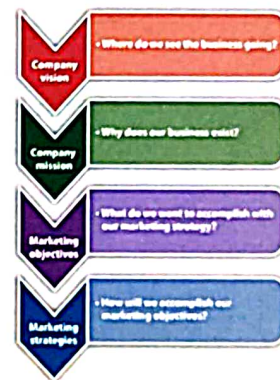 Company
vision
• Where do we see the business going?
Company
mission
• Why does our business exist?
Marketing
objectives
• What do we want to accomplish with
our marketing strategy?
Marketing
strategies
• How will we accomplish our
marketing objectives?